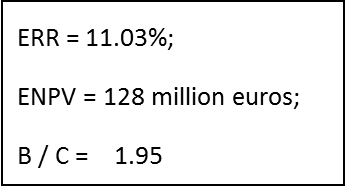 ERR = 11.03%;
ENPV = 128 million euros;
B / C = 1.95